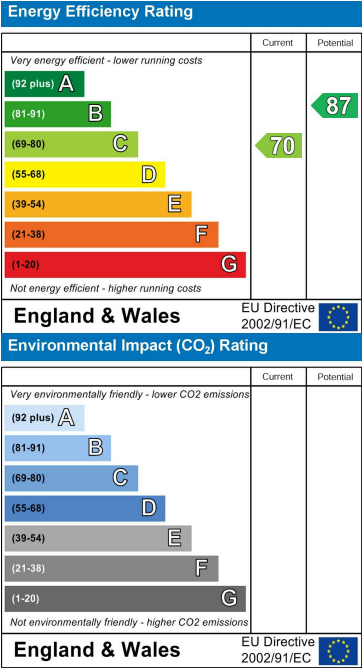 Energy Efficiency Rating
Current Potential
Very energy efficient - lower running costs
(92 plus) A
87
(81-91) B
(69-80) C
70
(55-68) D
(39-54) E
(21-38) F
(1-20) G
Not energy efficient - higher running costs
England & Wales
EU Directive
2002/91/EC
Environmental Impact (CO₂) Rating
Current Potential
Very environmentally friendly - lower CO2 emissions
(92 plus) A
(81-91) B
(69-80) C
(55-68) D
(39-54) E
(21-38) F
(1-20) G
Not environmentally friendly - higher CO2 emissions
England & Wales
EU Directive
2002/91/EC